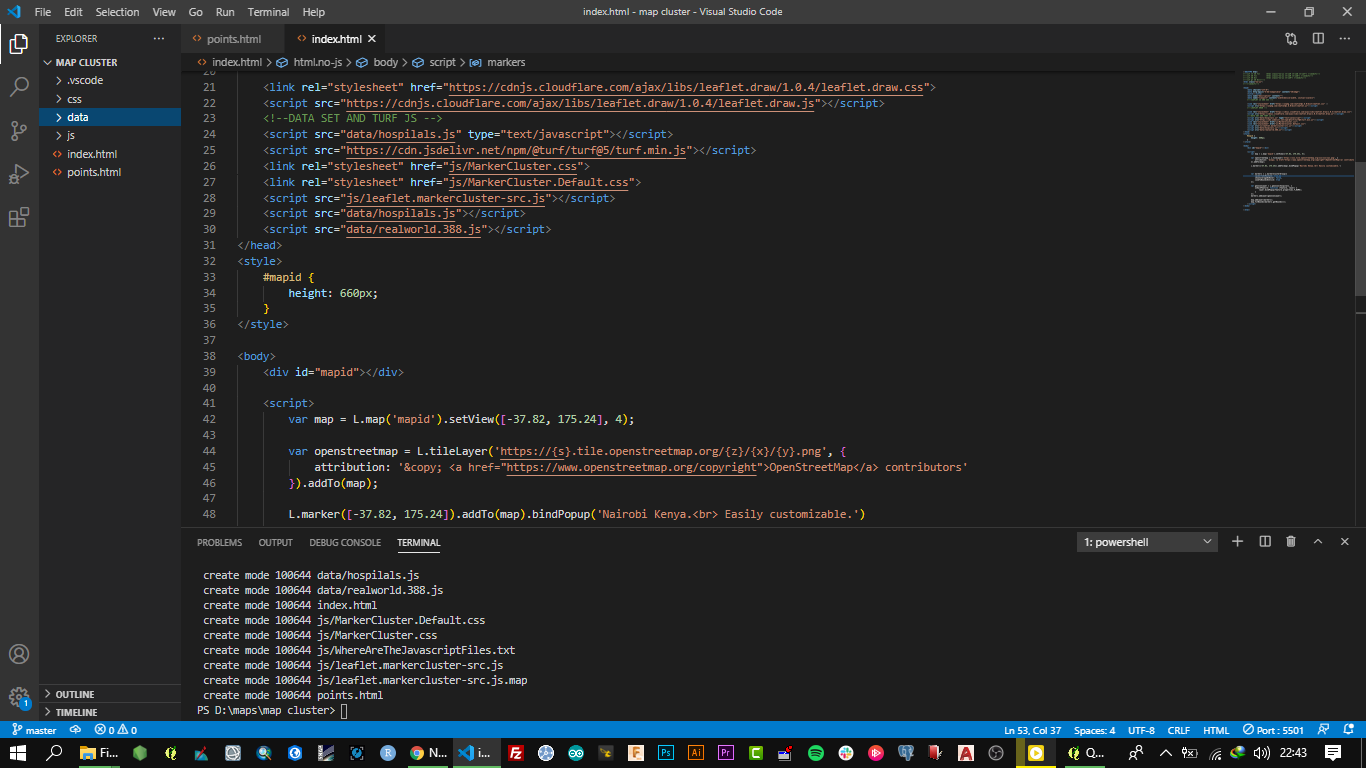 File Edit Selection View Go Run Terminal Help
index.html - map cluster - Visual Studio Code
EXPLORER
MAP CLUSTER
.vscode
css
data
js
index.html
points.html
OUTLINE
TIMELINE
points.html
index.html
index.html > html.no-js > body > script > markers
20
21 <link rel="stylesheet" href="https://cdnjs.cloudflare.com/ajax/libs/leaflet.draw/1.0.4/leaflet.draw.css">
22 <script src="https://cdnjs.cloudflare.com/ajax/libs/leaflet.draw/1.0.4/leaflet.draw.js"></script>
23 <!--DATA SET AND TURF JS -->
24 <script src="data/hospilals.js" type="text/javascript"></script>
25 <script src="https://cdn.jsdelivr.net/npm/@turf/turf@5/turf.min.js"></script>
26 <link rel="stylesheet" href="js/MarkerCluster.css">
27 <link rel="stylesheet" href="js/MarkerCluster.Default.css">
28 <script src="js/leaflet.markercluster-src.js"></script>
29 <script src="data/hospilals.js"></script>
30 <script src="data/realworld.388.js"></script>
31 </head>
32 <style>
33 #mapid {
34 height: 660px;
35 }
36 </style>
37
38 <body>
39 <div id="mapid"></div>
40
41 <script>
42 var map = L.map('mapid').setView([-37.82, 175.24], 4);
43
44 var openstreetmap = L.tileLayer('https://{s}.tile.openstreetmap.org/{z}/{x}/{y}.png', {
45 attribution: '&copy; <a href="https://www.openstreetmap.org/copyright">OpenStreetMap</a> contributors'
46 }).addTo(map);
47
48 L.marker([-37.82, 175.24]).addTo(map).bindPopup('Nairobi Kenya.<br> Easily customizable.')
PROBLEMS OUTPUT DEBUG CONSOLE TERMINAL
1: powershell
create mode 100644 data/hospilals.js
create mode 100644 data/realworld.388.js
create mode 100644 index.html
create mode 100644 js/MarkerCluster.Default.css
create mode 100644 js/MarkerCluster.css
create mode 100644 js/WhereAreTheJavascriptFiles.txt
create mode 100644 js/leaflet.markercluster-src.js
create mode 100644 js/leaflet.markercluster-src.js.map
create mode 100644 points.html
PS D:\maps\map cluster>
1
master 0 0
Ln 53, Col 37 Spaces: 4 UTF-8 CRLF HTML Port: 5501
Fi... N... i... Q... 22:43